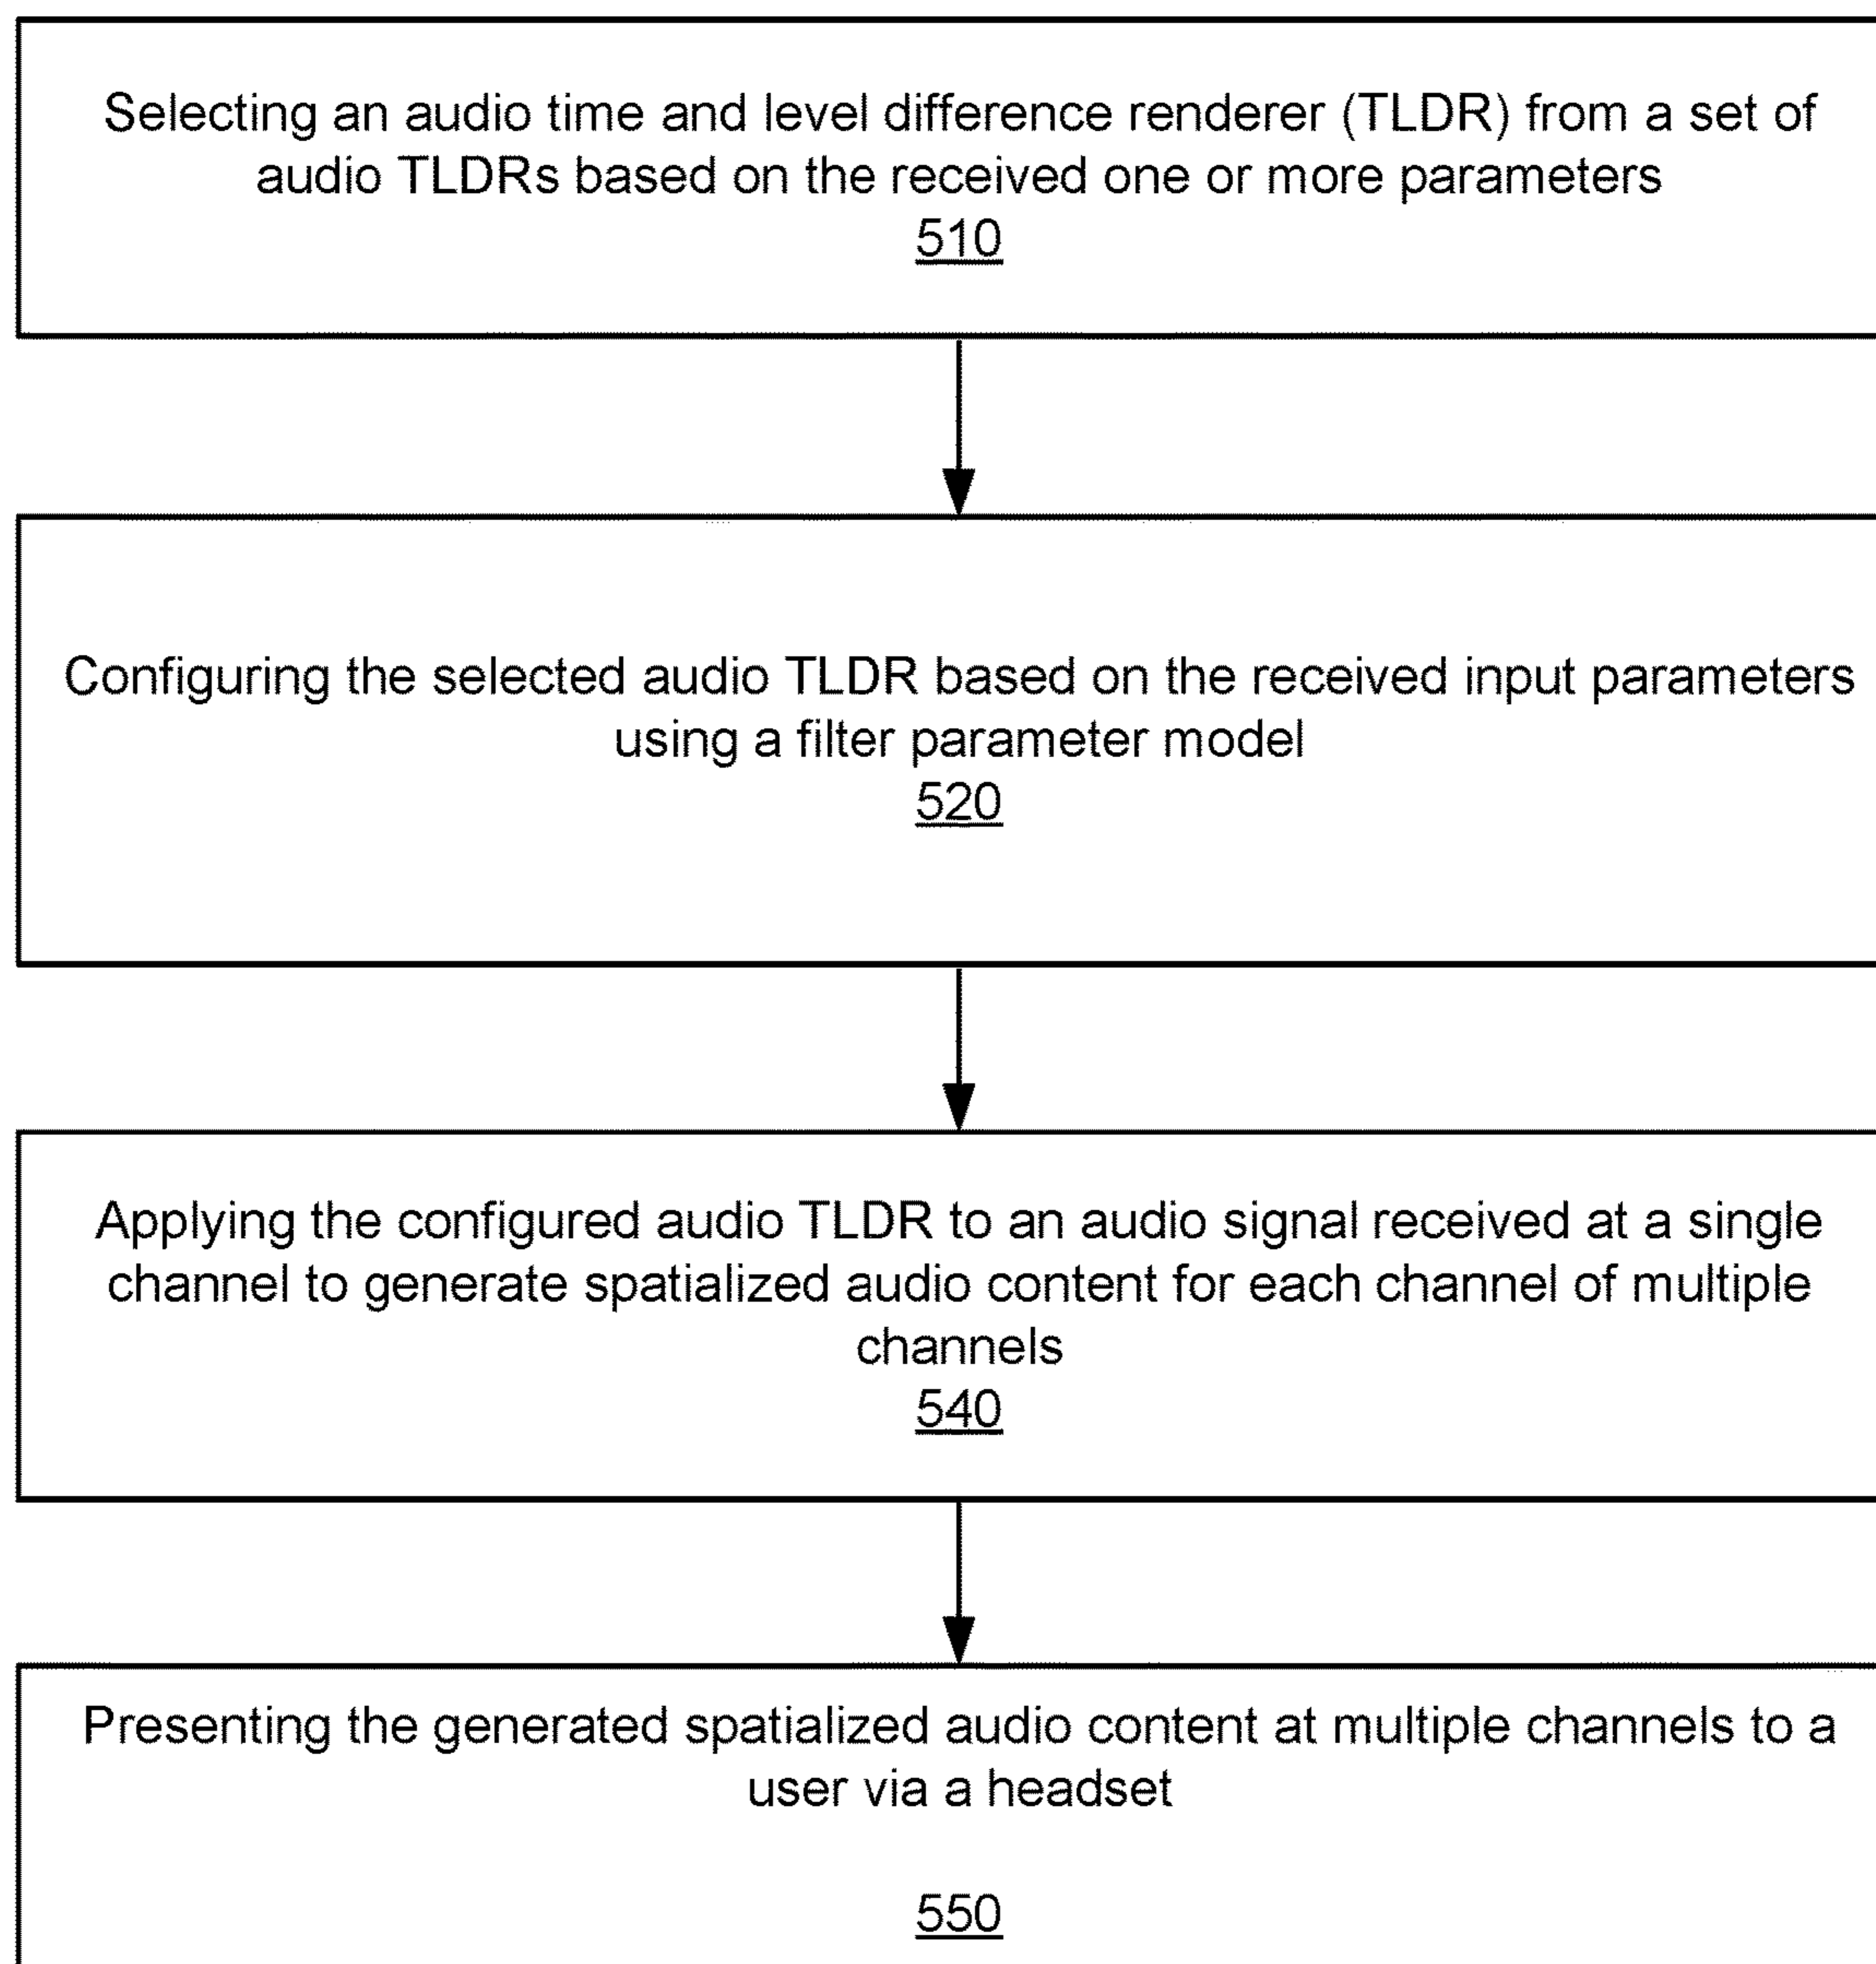 Selecting an audio time and level difference renderer (TLDR) from a set of
audio TLDRs based on the received one or more parameters
510
Configuring the selected audio TLDR based on the received input parameters
using a filter parameter model
520
Applying the configured audio TLDR to an audio signal received at a single
channel to generate spatialized audio content for each channel of multiple
channels
540
Presenting the generated spatialized audio content at multiple channels to a
user via a headset
550